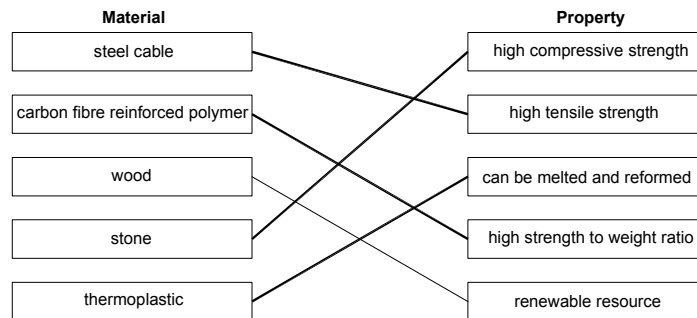 Material
Property
steel cable
high compressive strength
carbon fibre reinforced polymer
high tensile strength
wood
can be melted and reformed
stone
high strength to weight ratio
thermoplastic
renewable resource